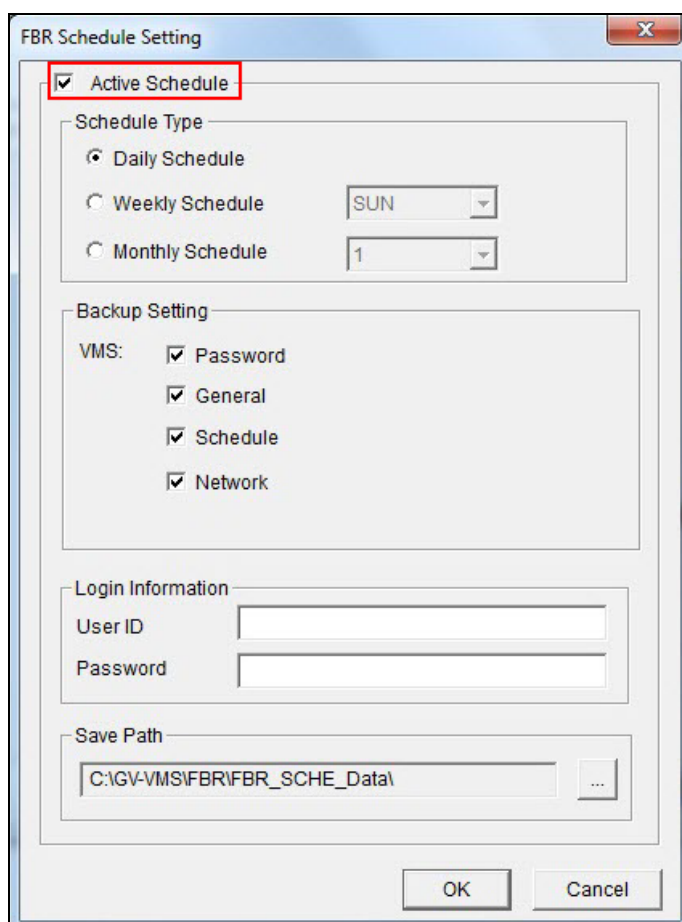 FBR Schedule Setting
Active Schedule
Schedule Type
Daily Schedule
Weekly Schedule SUN
Monthly Schedule 1
Backup Setting
VMS: Password
General
Schedule
Network
Login Information
User ID
Password
Save Path
C:\GV-VMS\FBR\FBR_SCHE_Data\ ...
OK Cancel